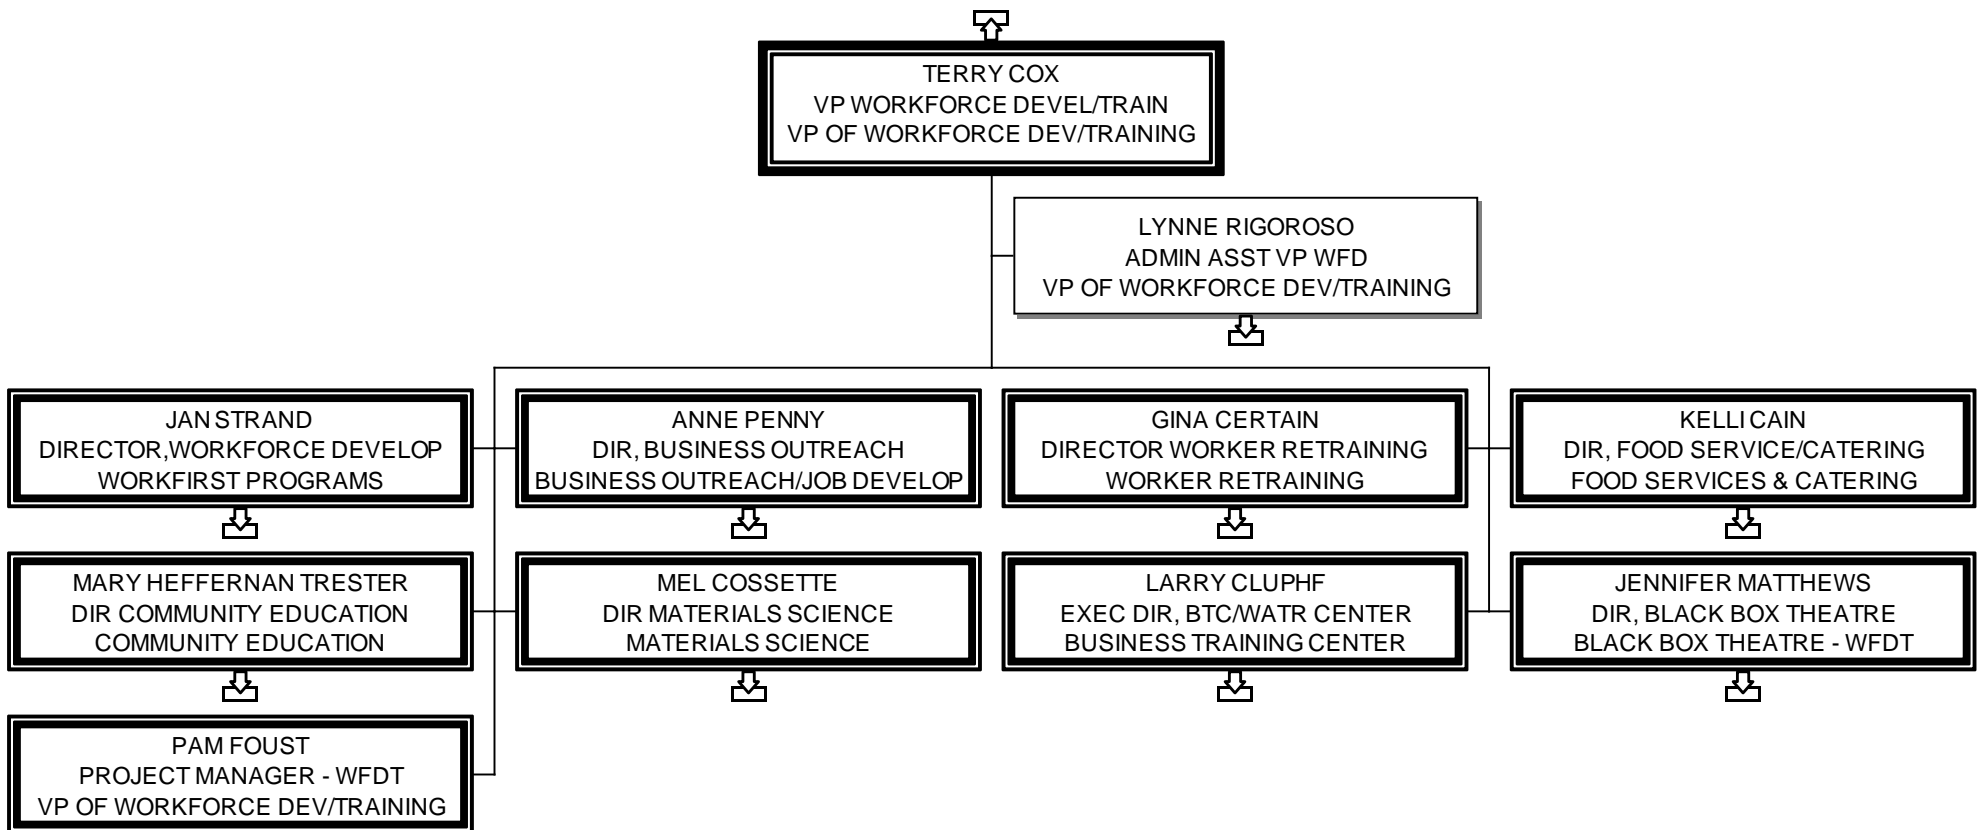 TERRY COX
VP WORKFORCE DEVEL/TRAIN
VP OF WORKFORCE DEV/TRAINING
LYNNE RIGOROSO
ADMIN ASST VP WFD
VP OF WORKFORCE DEV/TRAINING
JAN STRAND
DIRECTOR,WORKFORCE DEVELOP
WORKFIRST PROGRAMS
ANNE PENNY
DIR, BUSINESS OUTREACH
BUSINESS OUTREACH/JOB DEVELOP
GINA CERTAIN
DIRECTOR WORKER RETRAINING
WORKER RETRAINING
KELLI CAIN
DIR, FOOD SERVICE/CATERING
FOOD SERVICES & CATERING
MARY HEFFERNAN TRESTER
DIR COMMUNITY EDUCATION
COMMUNITY EDUCATION
MEL COSSETTE
DIR MATERIALS SCIENCE
MATERIALS SCIENCE
LARRY CLUPHF
EXEC DIR, BTC/WATR CENTER
BUSINESS TRAINING CENTER
JENNIFER MATTHEWS
DIR, BLACK BOX THEATRE
BLACK BOX THEATRE - WFDT
PAM FOUST
PROJECT MANAGER - WFDT
VP OF WORKFORCE DEV/TRAINING